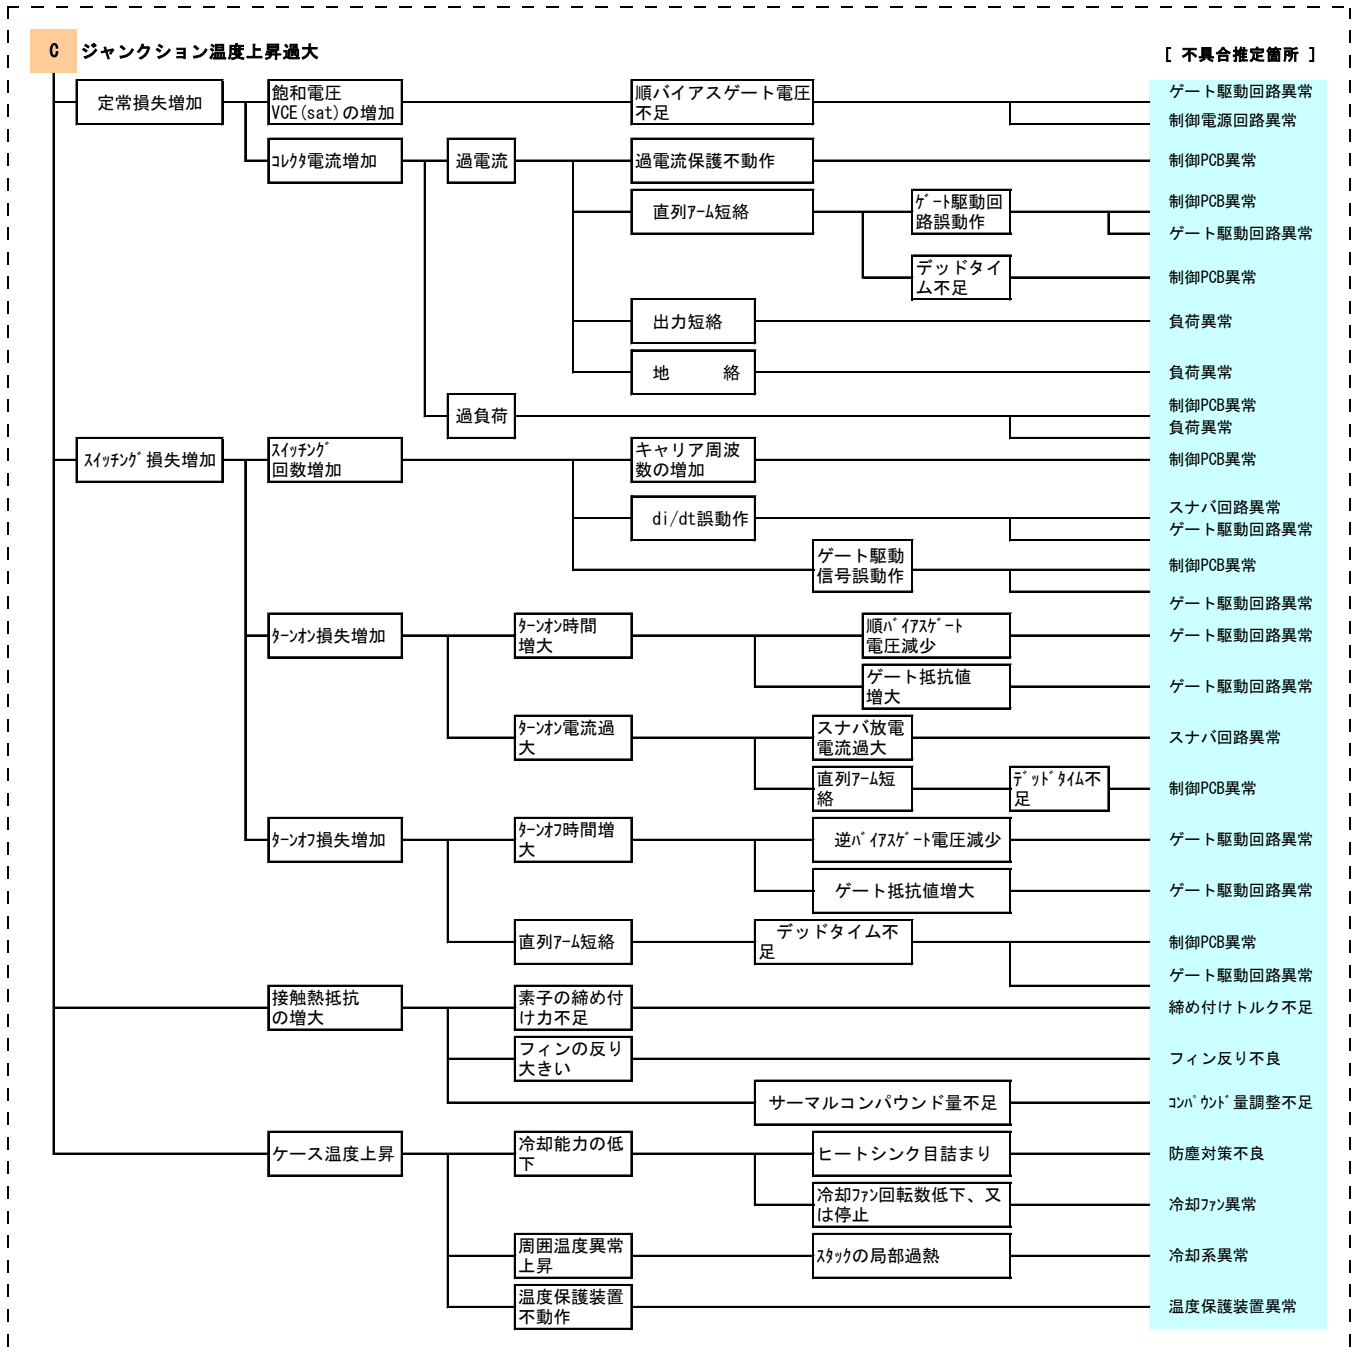 C ジャンクション温度上昇過大
[ 不具合推定箇所 ]
定常損失増加
飽和電圧
VCE(sat)の増加
順バイアスゲート電圧
不足
ゲート駆動回路異常
制御電源回路異常
ｺﾚｸﾀ電流増加
過電流
過電流保護不動作
制御PCB異常
直列ｱｰﾑ短絡
ｹﾞｰﾄ駆動回
路誤動作
制御PCB異常
ゲート駆動回路異常
デッドタイ
ム不足
制御PCB異常
出力短絡
負荷異常
地 絡
負荷異常
過負荷
制御PCB異常
負荷異常
ｽｲｯﾁﾝｸﾞ損失増加
ｽｲｯﾁﾝｸﾞ
回数増加
キャリア周波
数の増加
制御PCB異常
di/dt誤動作
スナバ回路異常
ゲート駆動回路異常
ゲート駆動
信号誤動作
制御PCB異常
ゲート駆動回路異常
ﾀｰﾝｵﾝ損失増加
ﾀｰﾝｵﾝ時間
増大
順ﾊﾞｲｱｽｹﾞｰﾄ
電圧減少
ゲート駆動回路異常
ゲート抵抗値
増大
ゲート駆動回路異常
ﾀｰﾝｵﾝ電流過
大
スナバ放電
電流過大
スナバ回路異常
直列ｱｰﾑ短
絡
ﾃﾞｯﾄﾞﾀｲﾑ不
足
制御PCB異常
ﾀｰﾝｵﾌ損失増加
ﾀｰﾝｵﾌ時間増
大
逆ﾊﾞｲｱｽｹﾞｰﾄ電圧減少
ゲート駆動回路異常
ゲート抵抗値増大
ゲート駆動回路異常
直列ｱｰﾑ短絡
デッドタイム不
足
制御PCB異常
ゲート駆動回路異常
接触熱抵抗
の増大
素子の締め付
け力不足
締め付けトルク不足
フィンの反り
大きい
フィン反り不良
サーマルコンパウンド量不足
ｺﾝﾊﾟｳﾝﾄﾞ量調整不足
ケース温度上昇
冷却能力の低
下
ヒートシンク目詰まり
防塵対策不良
冷却ﾌｧﾝ回転数低下、又
は停止
冷却ﾌｧﾝ異常
周囲温度異常
上昇
ｽﾀｯｸの局部過熱
冷却系異常
温度保護装置
不動作
温度保護装置異常